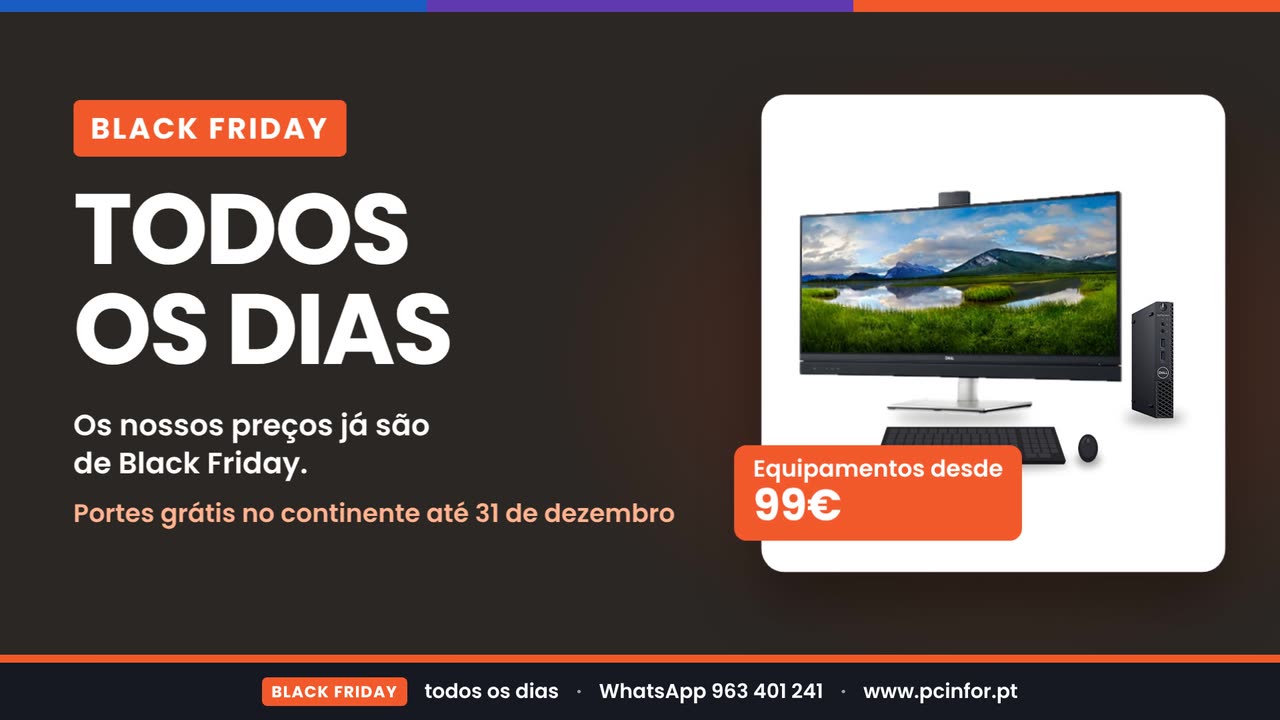 BLACK FRIDAY
TODOS
OS DIAS
Os nossos preços já são
de Black Friday.
Portes grátis no continente até 31 de dezembro
Equipamentos desde
99€
BLACK FRIDAY todos os dias · WhatsApp 963 401 241 · www.pcinfor.pt